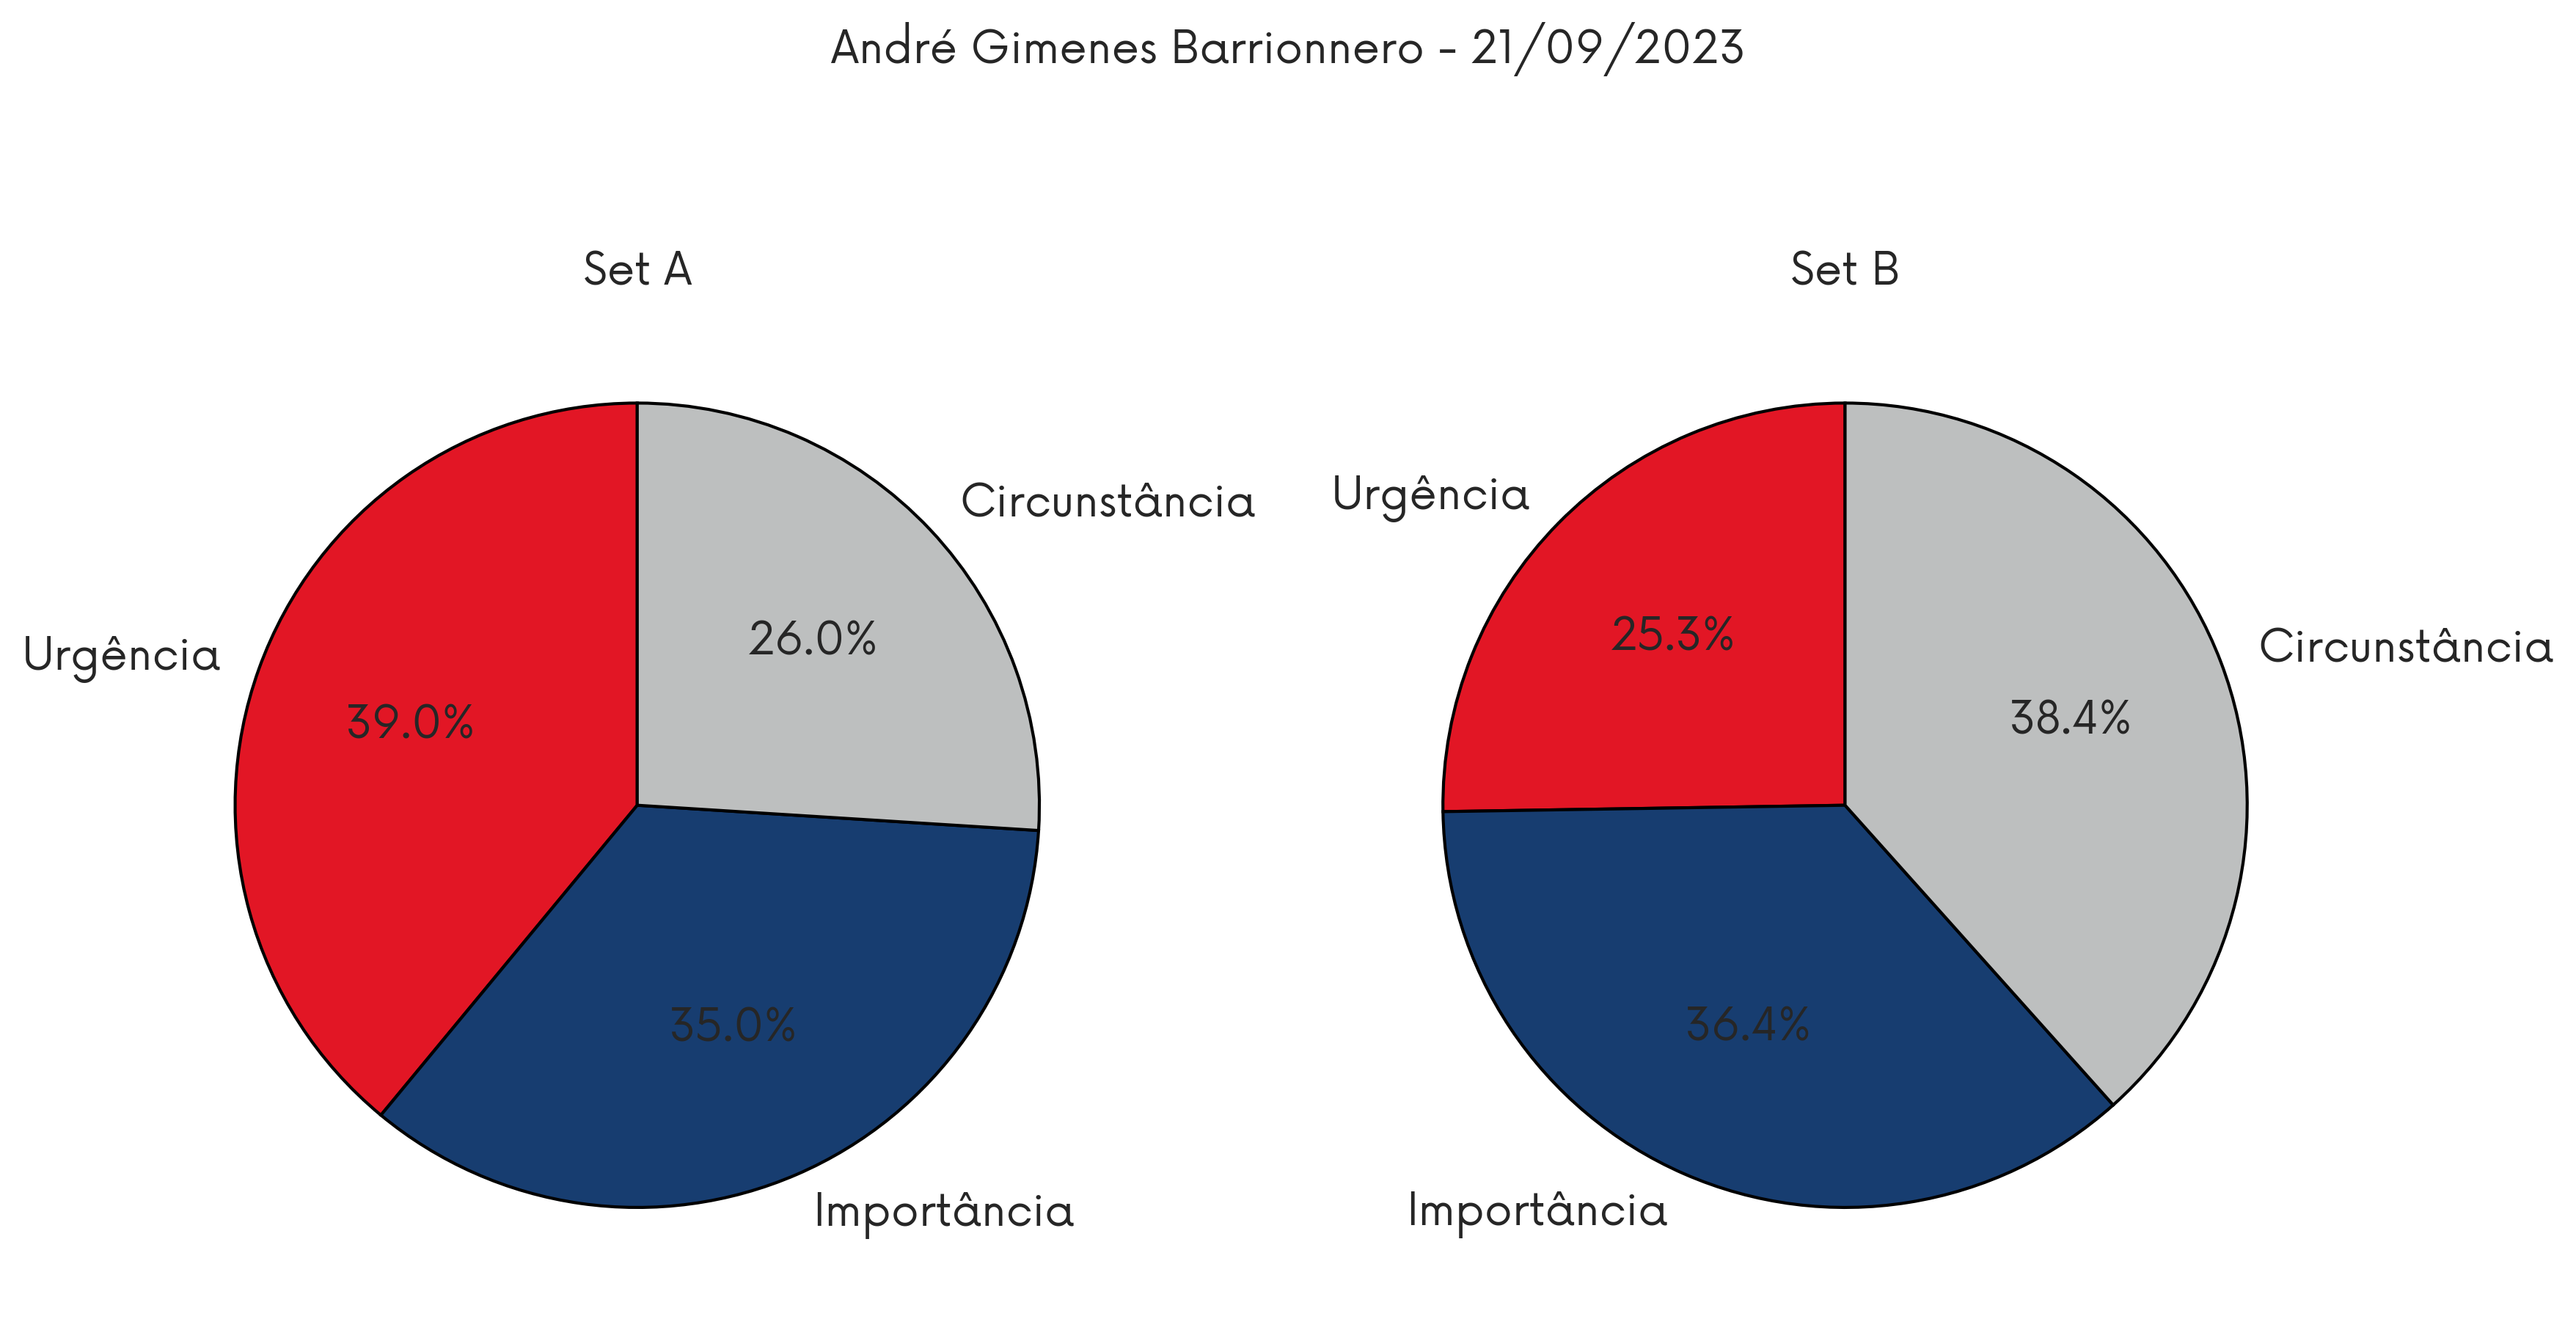 André Gimenes Barrionnero - 21/09/2023
Set A
Circunstância
26.0%
Urgência
39.0%
35.0%
Importância
Set B
Urgência
25.3%
Circunstância
38.4%
36.4%
Importância